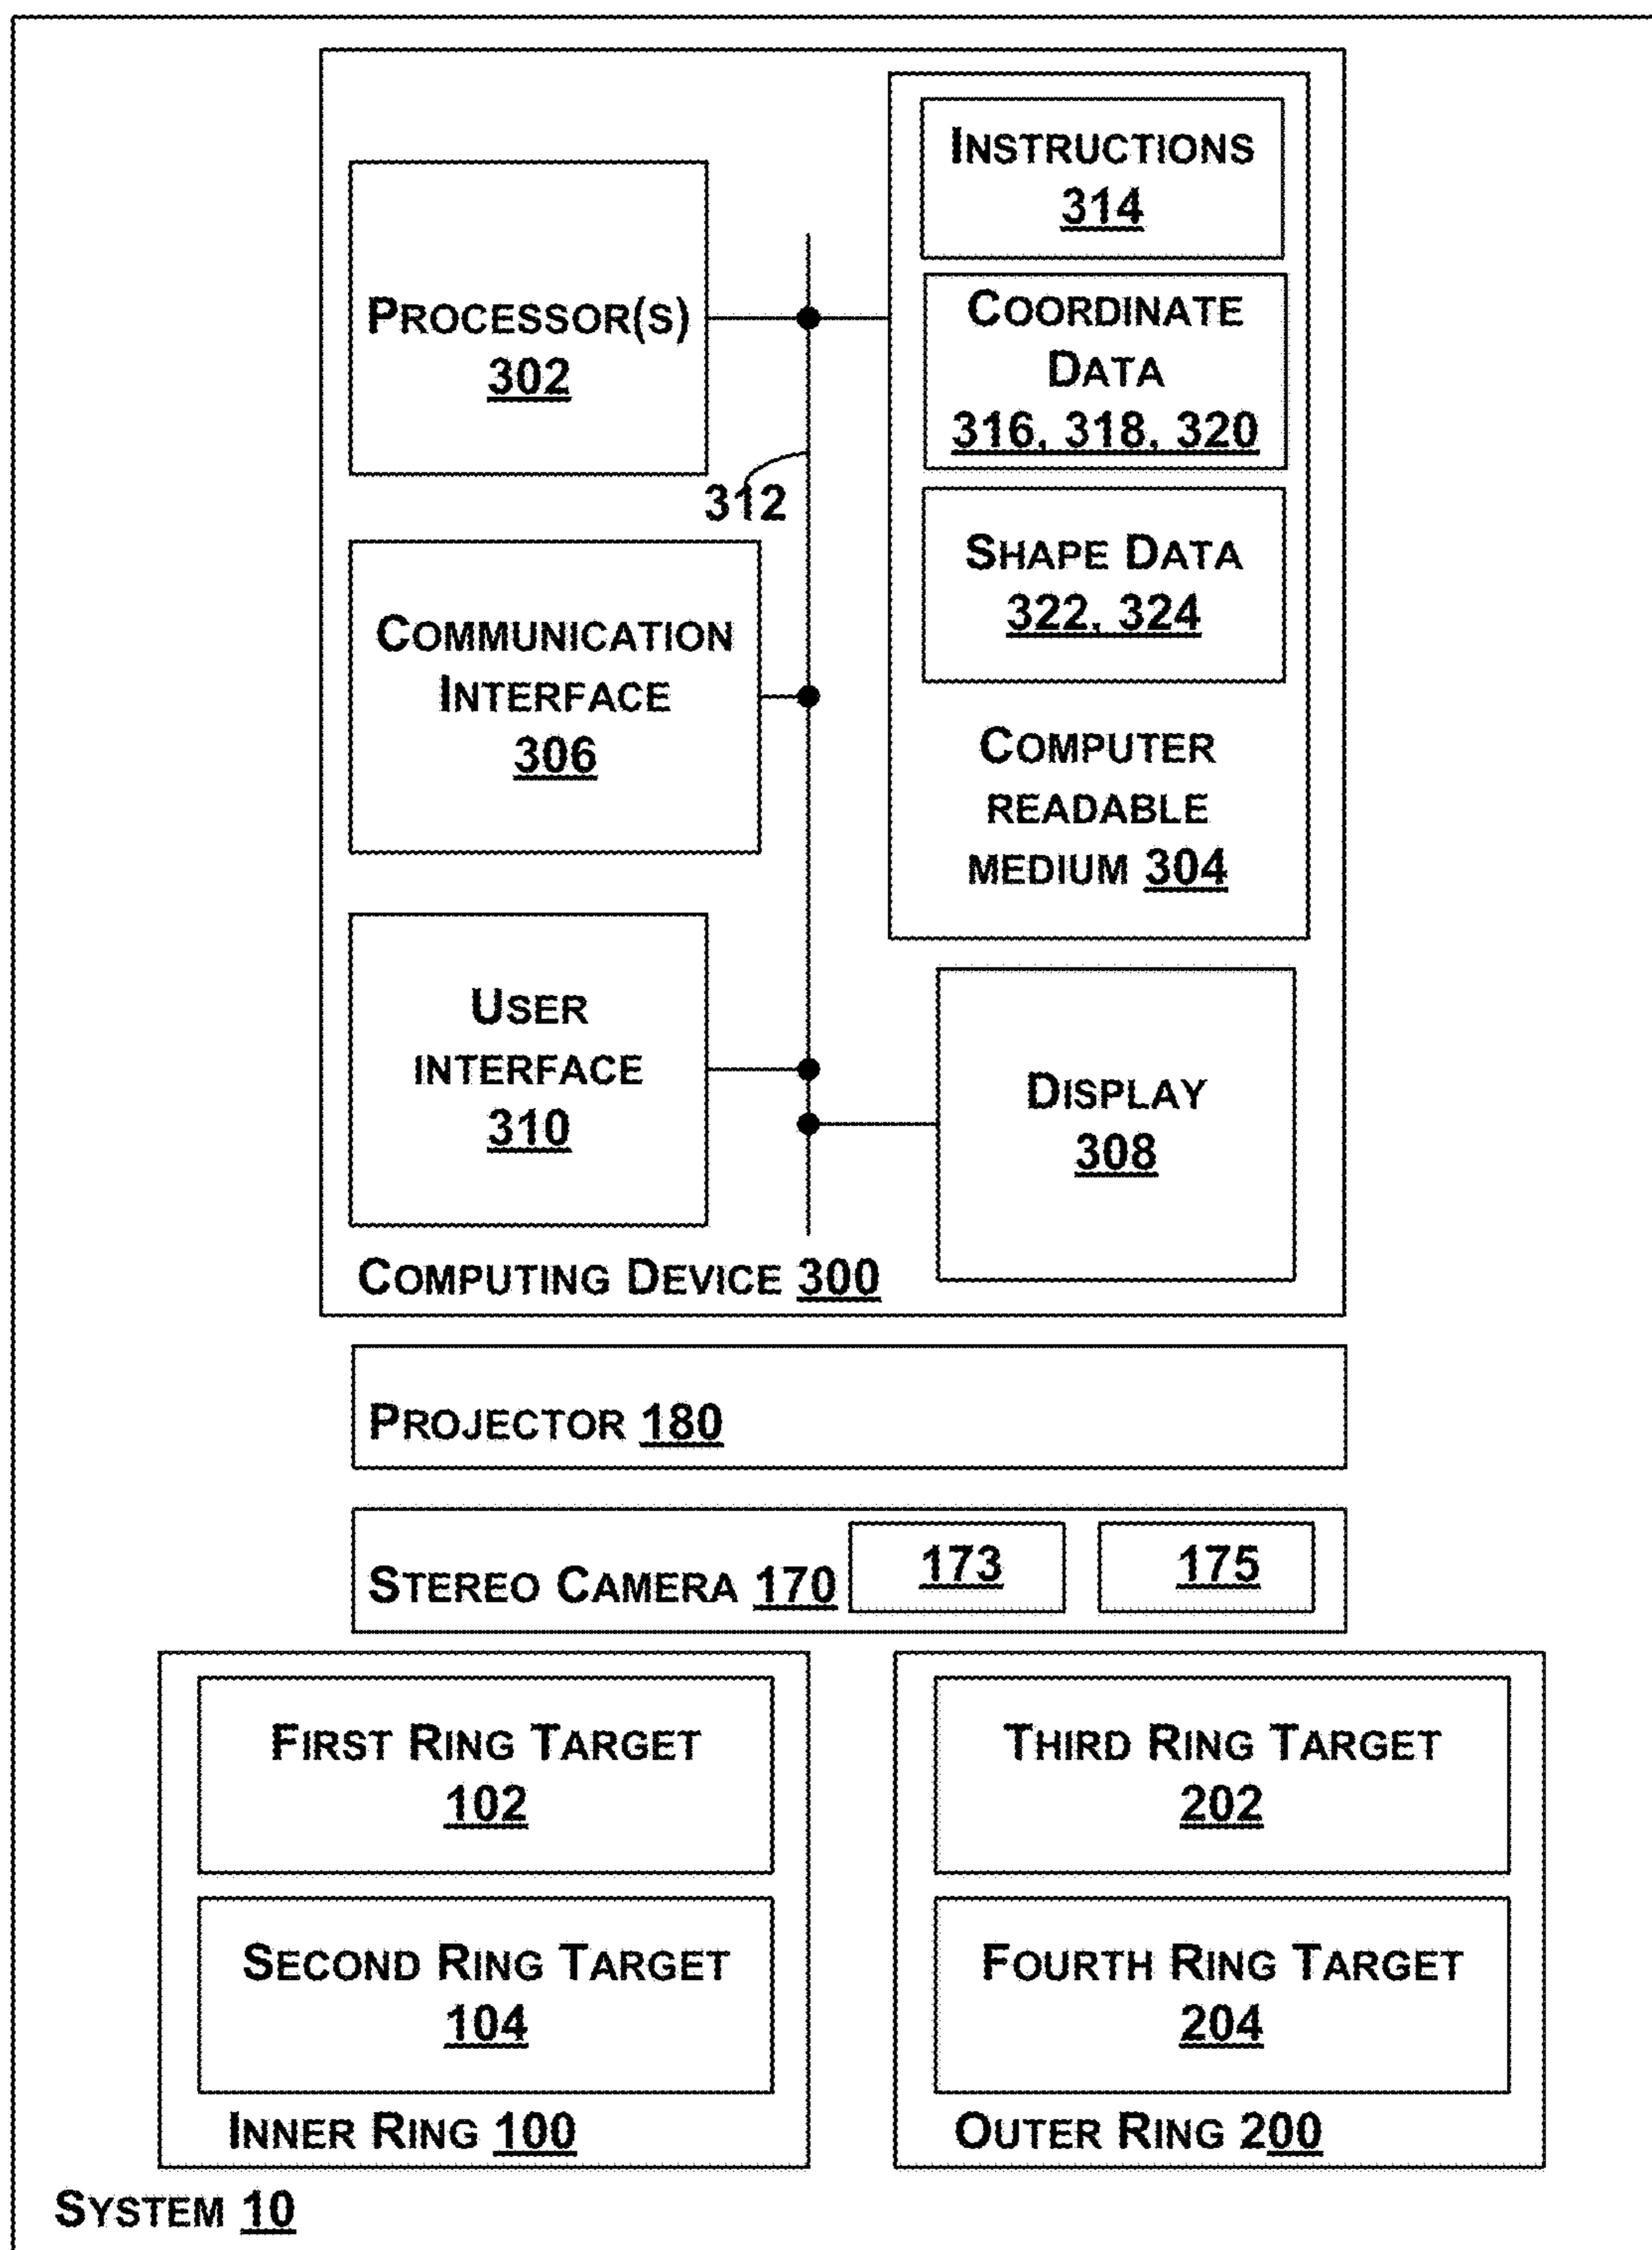 PROCESSOR(S)
302
312
COMMUNICATION
INTERFACE
306
USER
INTERFACE
310
INSTRUCTIONS
314
COORDINATE
DATA
316, 318, 320
SHAPE DATA
322, 324
COMPUTER
READABLE
MEDIUM 304
DISPLAY
308
COMPUTING DEVICE 300
PROJECTOR 180
STEREO CAMERA 170
173
175
FIRST RING TARGET
102
SECOND RING TARGET
104
INNER RING 100
THIRD RING TARGET
202
FOURTH RING TARGET
204
OUTER RING 200
SYSTEM 10